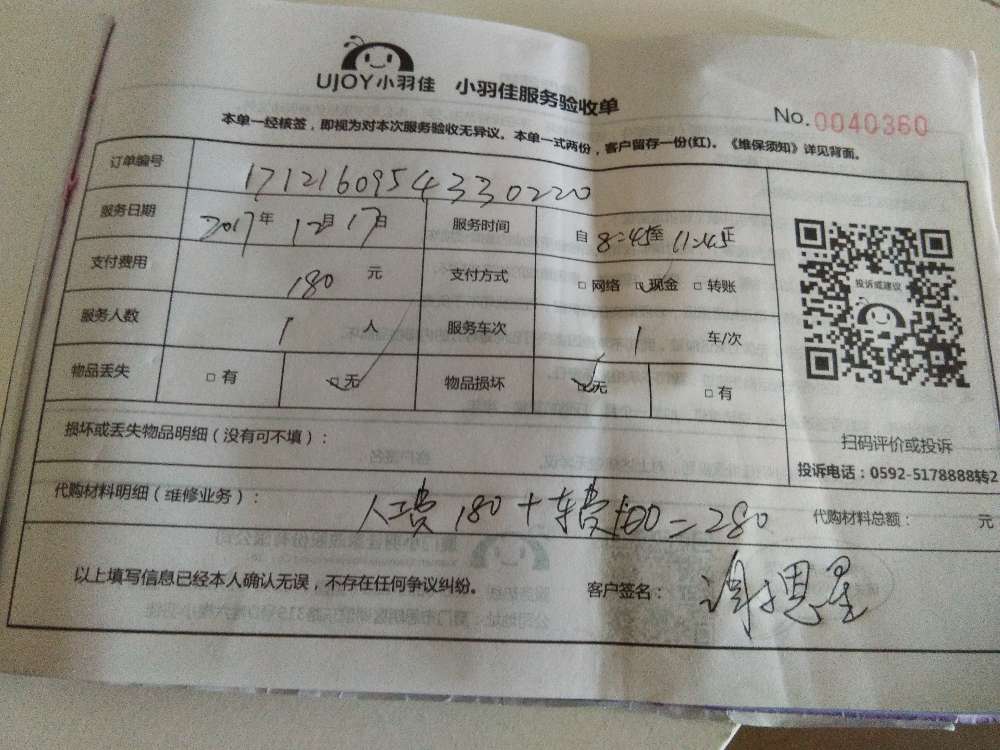 UJOY小羽佳 小羽佳服务验收单
No.0040360
本单一经核签，即视为对本次服务验收无异议。本单一式两份，客户留存一份(红)。《维保须知》详见背面。
订单编号 1712160954330220
服务日期 2017年12月17日 服务时间 自8:45至11:45止
支付费用 180元 支付方式 □网络 ☑现金 □转账
服务人数 1人 服务车次 1车/次
物品丢失 □有 ☑无 物品损坏 ☑无 □有
投诉或建议
扫码评价或投诉
投诉电话：0592-5178888转2
损坏或丢失物品明细（没有可不填）：
代购材料明细（维修业务）： 人工费180+车费100=280 代购材料总额： 元
以上填写信息已经本人确认无误，不存在任何争议纠纷。 客户签名：